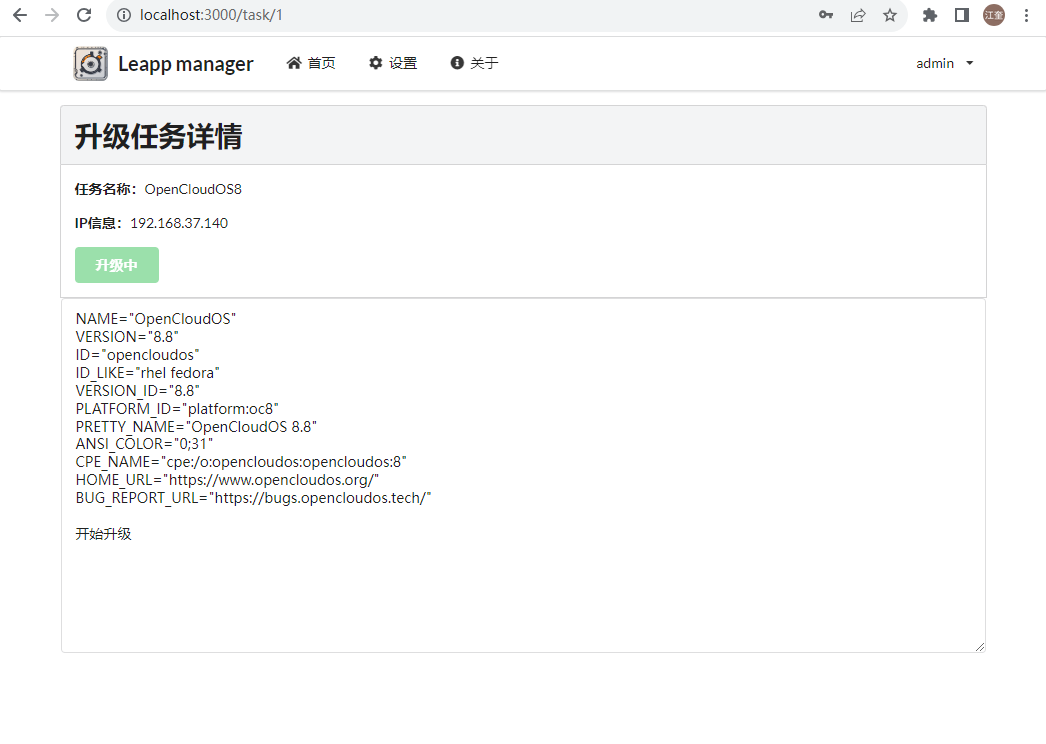 localhost:3000/task/1
江奎
Leapp manager
首页
设置
关于
admin
升级任务详情
任务名称：OpenCloudOS8
IP信息：192.168.37.140
升级中
NAME="OpenCloudOS"
VERSION="8.8"
ID="opencloudos"
ID_LIKE="rhel fedora"
VERSION_ID="8.8"
PLATFORM_ID="platform:oc8"
PRETTY_NAME="OpenCloudOS 8.8"
ANSI_COLOR="0;31"
CPE_NAME="cpe:/o:opencloudos:opencloudos:8"
HOME_URL="https://www.opencloudos.org/"
BUG_REPORT_URL="https://bugs.opencloudos.tech/"
开始升级